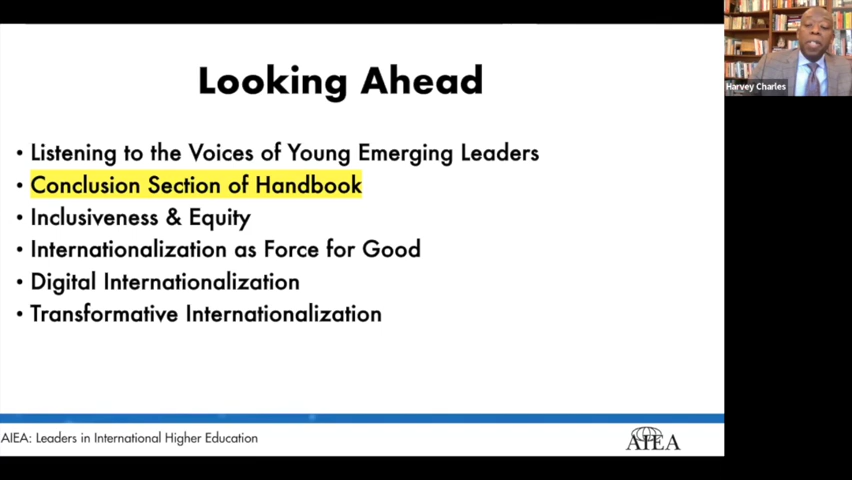 Looking Ahead
• Listening to the Voices of Young Emerging Leaders
• Conclusion Section of Handbook
• Inclusiveness & Equity
• Internationalization as Force for Good
• Digital Internationalization
• Transformative Internationalization
AIEA: Leaders in International Higher Education
AIEA
Harvey Charles